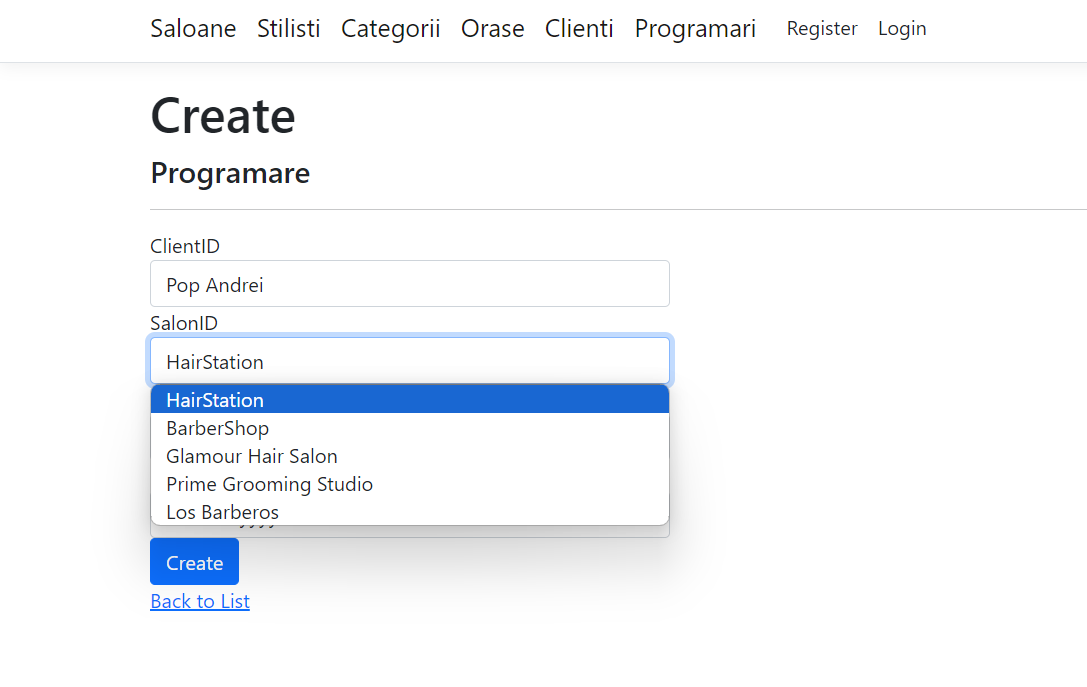 Saloane Stilisti Categorii Orase Clienti Programari Register Login
Create
Programare
ClientID
Pop Andrei
SalonID
HairStation
HairStation
BarberShop
Glamour Hair Salon
Prime Grooming Studio
Los Barberos
Create
Back to List